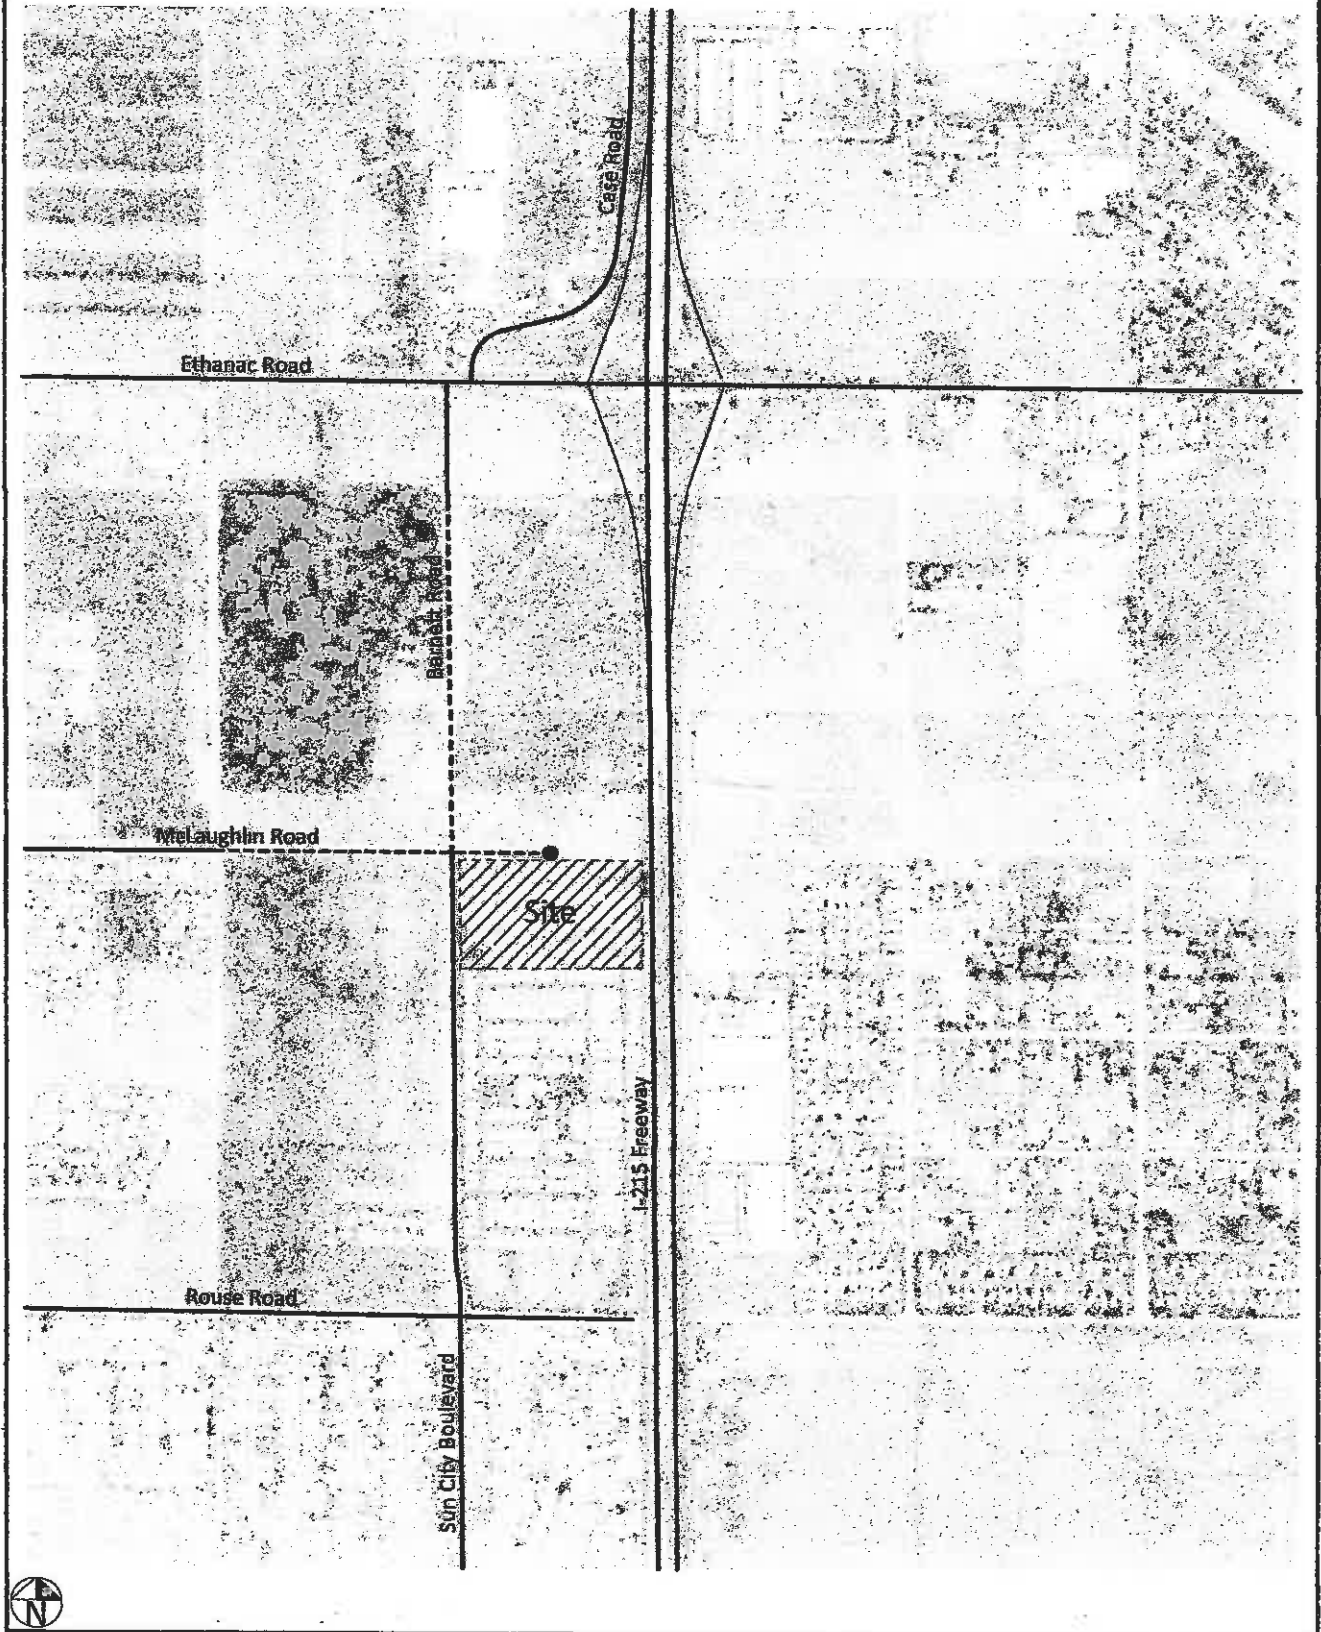 Case Road
Ethanac Road
Barnett Road
McLaughlin Road
Site
I-215 Freeway
Rouse Road
Sun City Boulevard
N